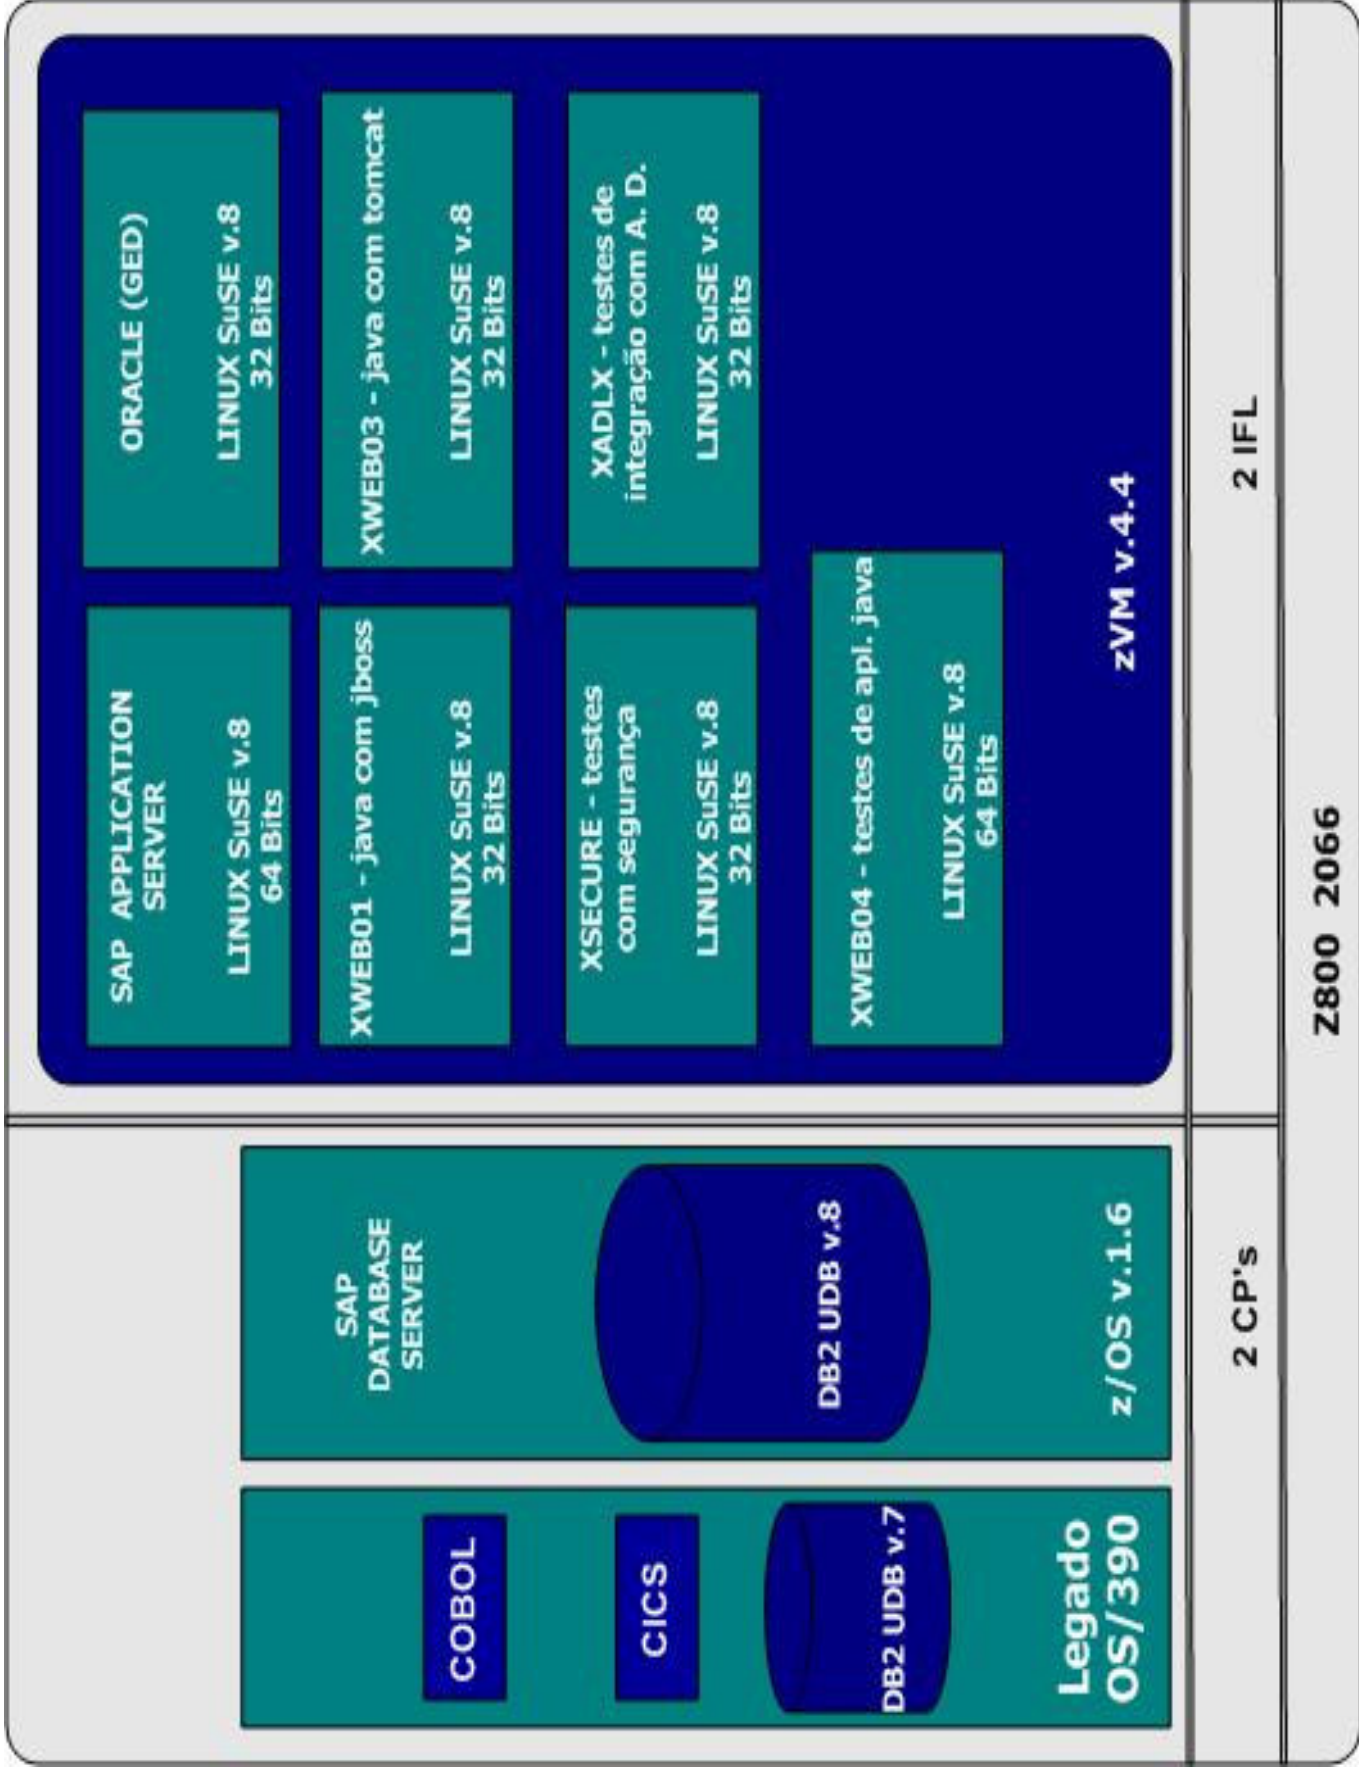 COBOL
CICS
DB2 UDB v.7
Legado
OS/390
SAP
DATABASE
SERVER
DB2 UDB v.8
z/OS v.1.6
SAP APPLICATION
SERVER
LINUX SuSE v.8
64 Bits
ORACLE (GED)
LINUX SuSE v.8
32 Bits
XWEB01 - java com jboss
LINUX SuSE v.8
32 Bits
XWEB03 - java com tomcat
LINUX SuSE v.8
32 Bits
XSECURE - testes
com segurança
LINUX SuSE v.8
32 Bits
XADLX - testes de
integração com A. D.
LINUX SuSE v.8
32 Bits
XWEB04 - testes de apl. java
LINUX SuSE v.8
64 Bits
zVM v.4.4
2 CP's
2 IFL
Z800 2066